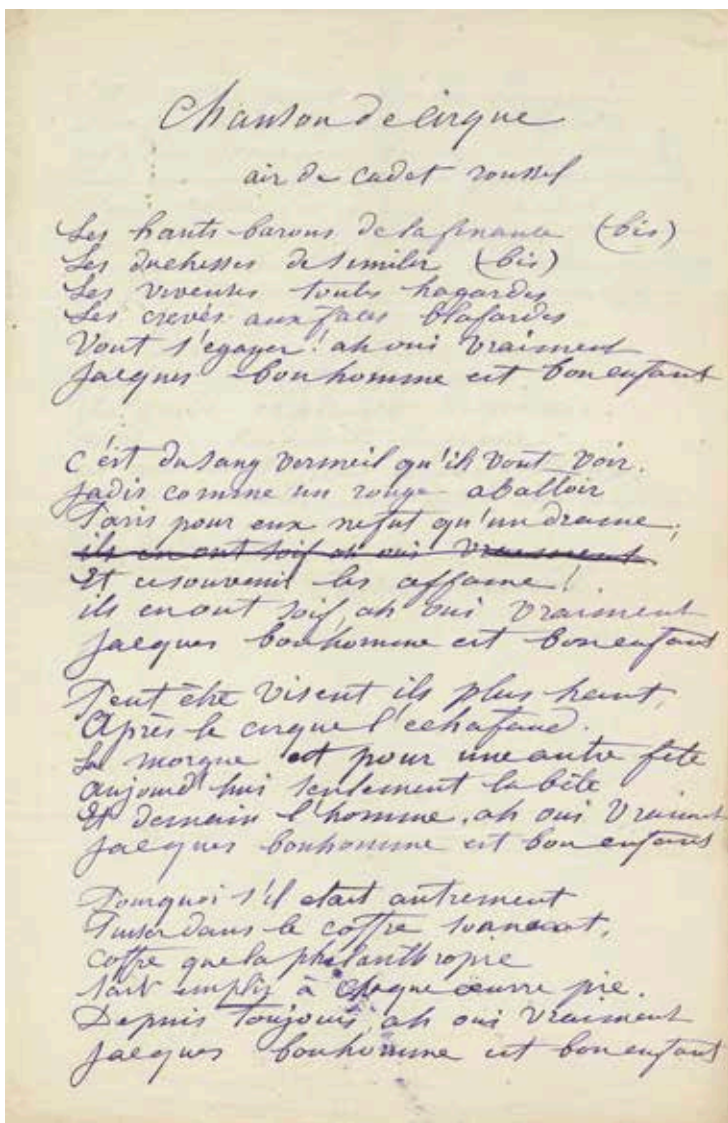 Chanson de cirque
air de cadet roussel
Les hauts barons de la finance (bis)
Les duchesses de similor (bis)
Les viveuses toutes hagardes
Les crevés aux faces blafardes
Vont s'egayer! ah oui vraiment
Jacques bonhomme est bon enfant
C'est du sang vermeil qu'ils vont voir.
Jadis comme un rouge abattoir
Paris pour eux ne fut qu'un drame;
ils en ont soif ah oui vraiment
Et ce souvenir les affame!
ils en ont soif, ah oui vraiment
Jacques bonhomme est bon enfant
Peut être visent ils plus haut,
Après le cirque l'echafaud.
La morgue est pour une autre fete
aujourd'hui seulement la bête
Et demain l'homme, ah oui vraiment
Jacques bonhomme est bon enfant
Pourquoi s'il etait autrement
Puiser dans le coffre sonnant,
coffre que la philanthropie
sait emplir à chaque œuvre pie.
Depuis toujours, ah oui vraiment
Jacques bonhomme est bon enfant